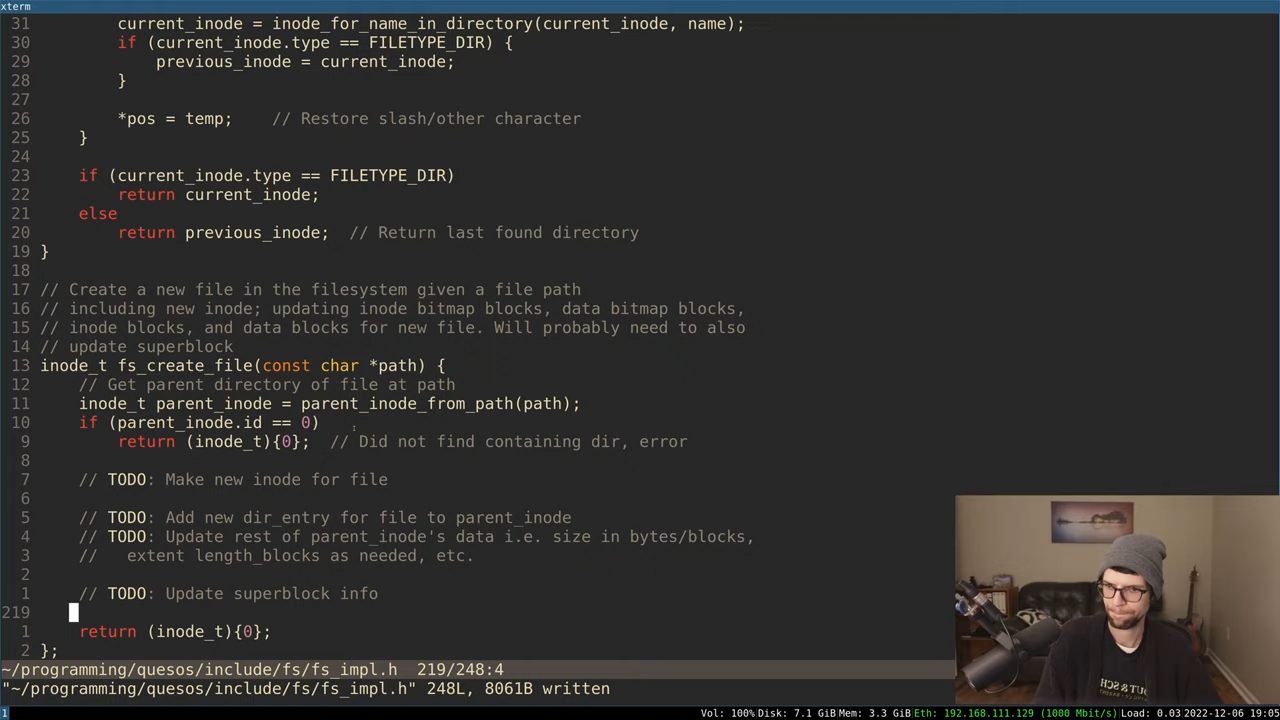 xterm
31         current_inode = inode_for_name_in_directory(current_inode, name);
30         if (current_inode.type == FILETYPE_DIR) {
29             previous_inode = current_inode;
28         }
27
26         *pos = temp;    // Restore slash/other character
25     }
24
23     if (current_inode.type == FILETYPE_DIR)
22         return current_inode;
21     else
20         return previous_inode;  // Return last found directory
19 }
18
17 // Create a new file in the filesystem given a file path
16 // including new inode; updating inode bitmap blocks, data bitmap blocks,
15 // inode blocks, and data blocks for new file. Will probably need to also
14 // update superblock
13 inode_t fs_create_file(const char *path) {
12     // Get parent directory of file at path
11     inode_t parent_inode = parent_inode_from_path(path);
10     if (parent_inode.id == 0)
9         return (inode_t){0};  // Did not find containing dir, error
8
7     // TODO: Make new inode for file
6
5     // TODO: Add new dir_entry for file to parent_inode
4     // TODO: Update rest of parent_inode's data i.e. size in bytes/blocks,
3     //   extent length_blocks as needed, etc.
2
1     // TODO: Update superblock info
219
1     return (inode_t){0};
2 };
~/programming/quesos/include/fs/fs_impl.h  219/248:4
"~/programming/quesos/include/fs/fs_impl.h" 248L, 8061B written
1 Vol: 100% Disk: 7.1 GiB Mem: 3.3 GiB Eth: 192.168.111.129 (1000 Mbit/s) Load: 0.03 2022-12-06 19:05